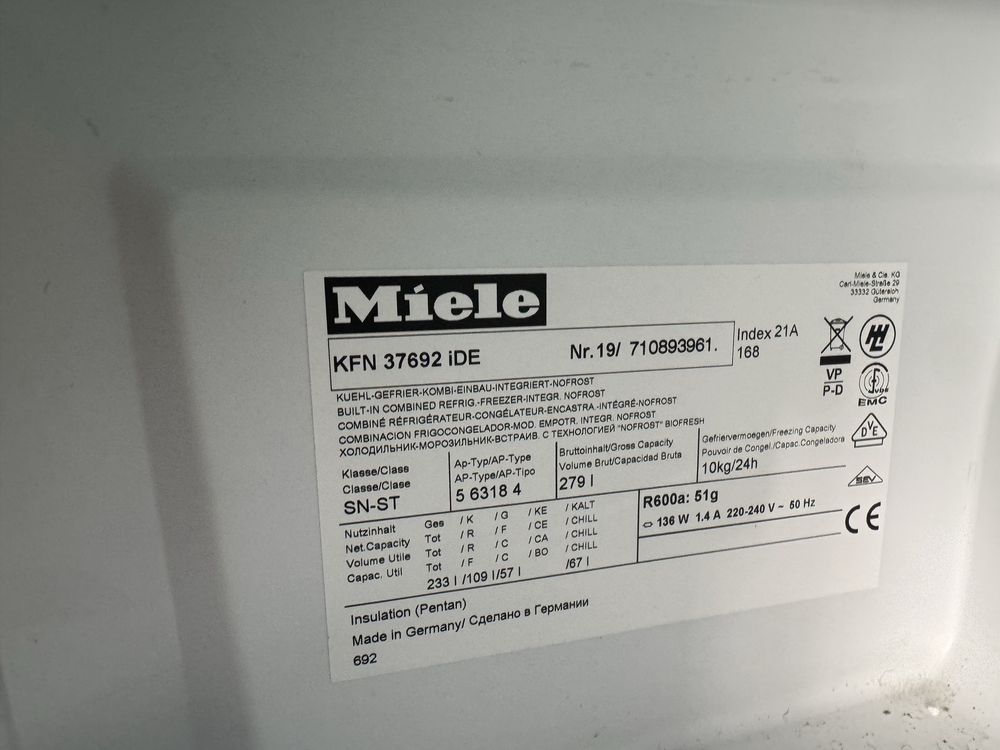 Miele
KFN 37692 iDE Nr.19/ 710893961.
Index 21A
168
Miele & Cie. KG
Carl-Miele-Straße 29
33332 Gütersloh
Germany
KUEHL-GEFRIER-KOMBI-EINBAU-INTEGRIERT-NOFROST
BUILT-IN COMBINED REFRIG.-FREEZER-INTEGR. NOFROST
COMBINÉ RÉFRIGÉRATEUR-CONGÉLATEUR-ENCASTRA.-INTÉGRÉ-NOFROST
COMBINACION FRIGOCONGELADOR-MOD. EMPOTR. INTEGR. NOFROST
ХОЛОДИЛЬНИК-МОРОЗИЛЬНИК-ВСТРАИВ. С ТЕХНОЛОГИЕЙ "NOFROST" BIOFRESH
VP
P-D
VDE
EMC
DVE
SEV
CE
Klasse/Class
Classe/Clase
SN-ST
Ap-Typ/AP-Type
AP-Type/AP-Tipo
5 6318 4
Bruttoinhalt/Gross Capacity
Volume Brut/Capacidad Bruta
279 l
Gefriervermoegen/Freezing Capacity
Pouvoir de Congel./Capac.Congeladora
10kg/24h
Nutzinhalt Ges / K / G / KE / KALT
Net.Capacity Tot / R / F / CE / CHILL
Volume Utile Tot / R / C / CA / CHILL
Capac. Util Tot / F / C / BO / CHILL
233 l /109 l/57 l /67 l
R600a: 51g
136 W 1.4 A 220-240 V ~ 50 Hz
Insulation (Pentan)
Made in Germany/ Сделано в Германии
692